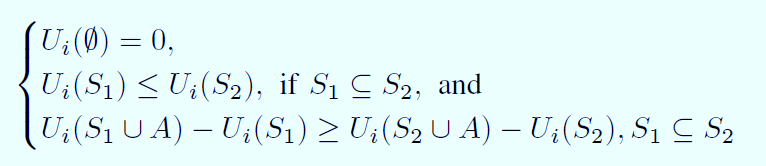 U_i(∅) = 0,
U_i(S_1) ≤ U_i(S_2), if S_1 ⊆ S_2, and
U_i(S_1 ∪ A) − U_i(S_1) ≥ U_i(S_2 ∪ A) − U_i(S_2), S_1 ⊆ S_2